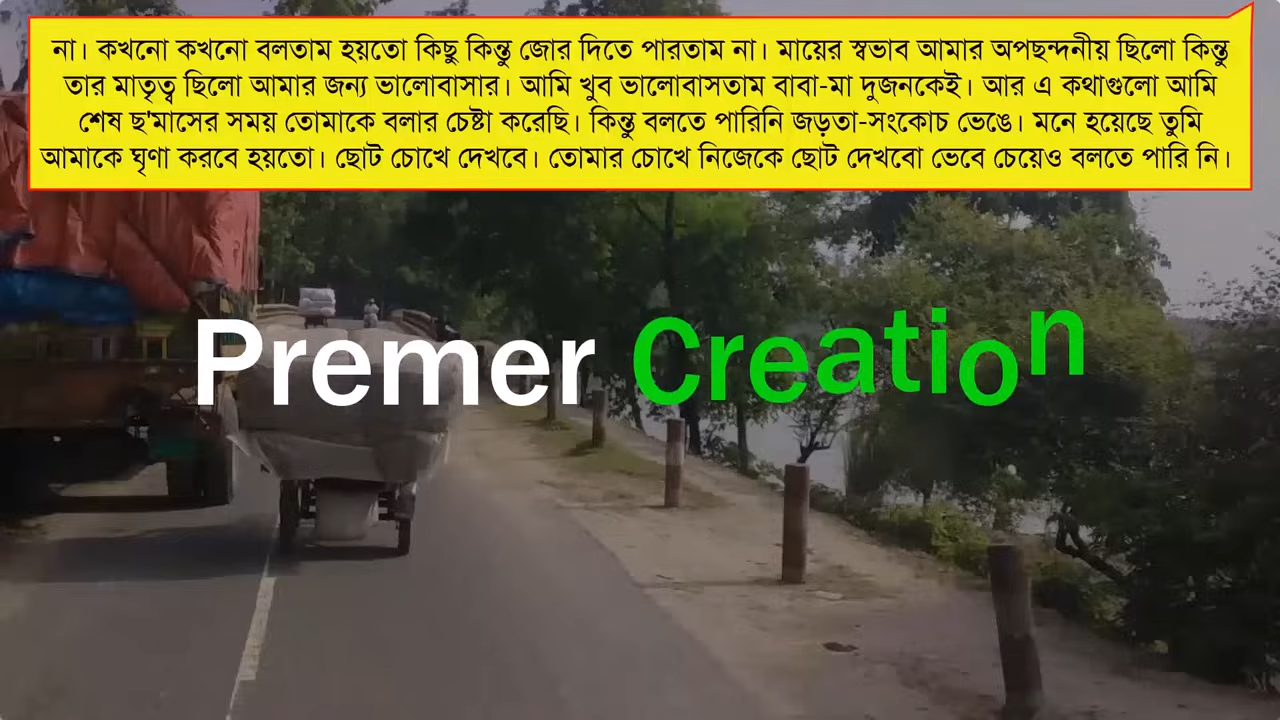 না। কখনো কখনো বলতাম হয়তো কিছু কিন্তু জোর দিতে পারতাম না। মায়ের স্বভাব আমার অপছন্দনীয় ছিলো কিন্তু
তার মাতৃত্ব ছিলো আমার জন্য ভালোবাসার। আমি খুব ভালোবাসতাম বাবা-মা দুজনকেই। আর এ কথাগুলো আমি
শেষ ছ'মাসের সময় তোমাকে বলার চেষ্টা করেছি। কিন্তু বলতে পারিনি জড়তা-সংকোচ ভেঙে। মনে হয়েছে তুমি
আমাকে ঘৃণা করবে হয়তো। ছোট চোখে দেখবে। তোমার চোখে নিজেকে ছোট দেখবো ভেবে চেয়েও বলতে পারি নি।
Premer Creation